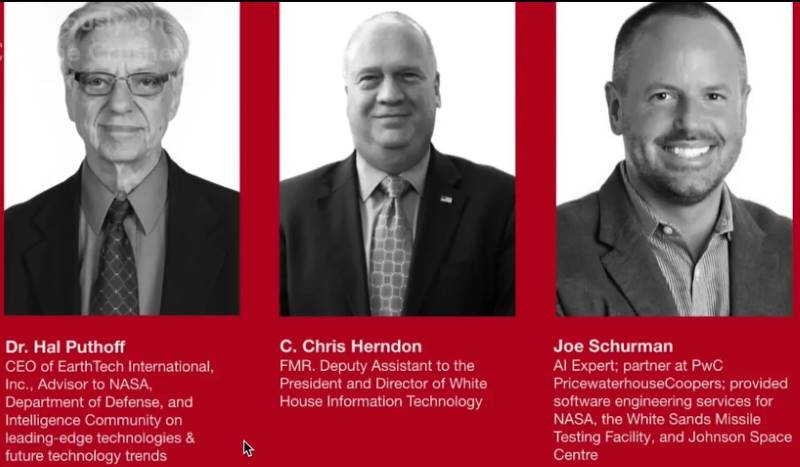 Dr. Hal Puthoff
CEO of EarthTech International,
Inc., Advisor to NASA,
Department of Defense, and
Intelligence Community on
leading-edge technologies &
future technology trends
C. Chris Herndon
FMR. Deputy Assistant to the
President and Director of White
House Information Technology
Joe Schurman
AI Expert; partner at PwC
PricewaterhouseCoopers; provided
software engineering services for
NASA, the White Sands Missile
Testing Facility, and Johnson Space
Centre